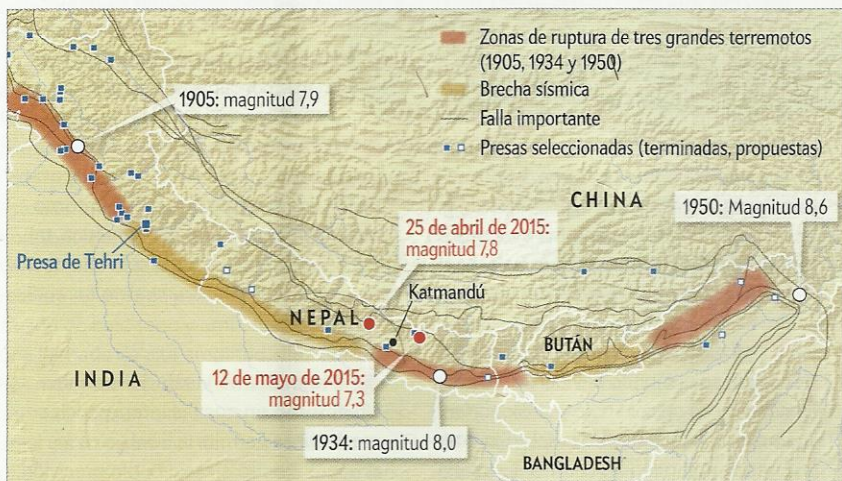 Zonas de ruptura de tres grandes terremotos
(1905, 1934 y 1950)
Brecha sísmica
Falla importante
Presas seleccionadas (terminadas, propuestas)
1905: magnitud 7,9
CHINA
1950: Magnitud 8,6
25 de abril de 2015:
magnitud 7,8
Presa de Tehri
Katmandú
NEPAL
BUTÁN
INDIA
12 de mayo de 2015:
magnitud 7,3
1934: magnitud 8,0
BANGLADESH